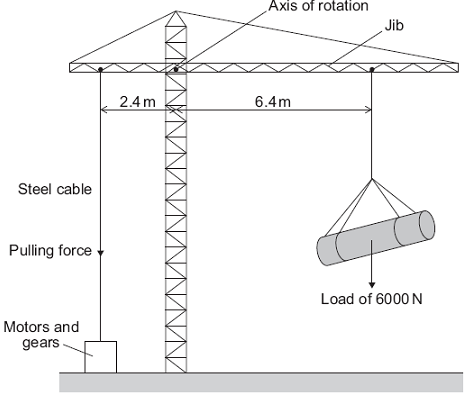 Axis of rotation
Jib
2.4 m
6.4 m
Steel cable
Pulling force
Load of 6000 N
Motors and
gears